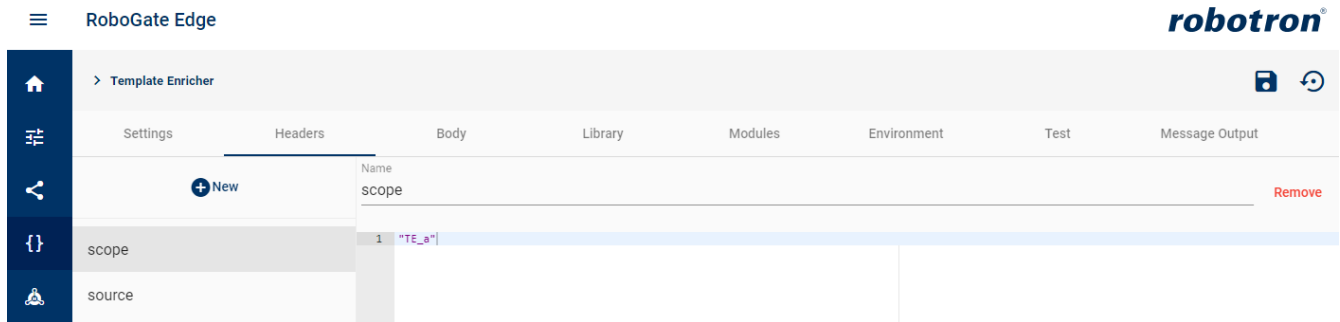 RoboGate Edge
robotron®
Template Enricher
Settings Headers Body Library Modules Environment Test Message Output
New
Name
scope
Remove
1 "TE_a"
{}
scope
source